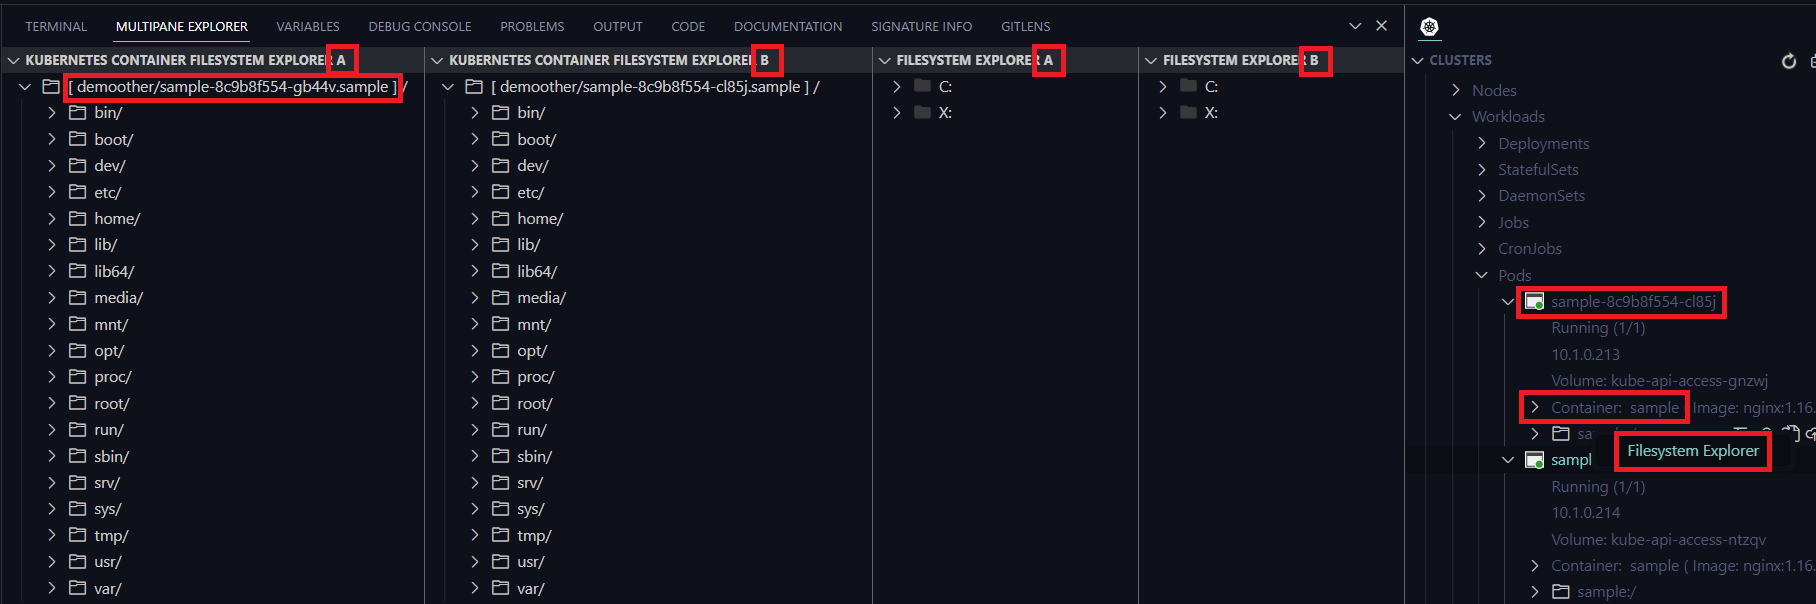 TERMINAL MULTIPANE EXPLORER VARIABLES DEBUG CONSOLE PROBLEMS OUTPUT CODE DOCUMENTATION SIGNATURE INFO GITLENS
KUBERNETES CONTAINER FILESYSTEM EXPLORER A
[ demoother/sample-8c9b8f554-gb44v.sample ] /
bin/
boot/
dev/
etc/
home/
lib/
lib64/
media/
mnt/
opt/
proc/
root/
run/
sbin/
srv/
sys/
tmp/
usr/
var/
KUBERNETES CONTAINER FILESYSTEM EXPLORER B
[ demoother/sample-8c9b8f554-cl85j.sample ] /
bin/
boot/
dev/
etc/
home/
lib/
lib64/
media/
mnt/
opt/
proc/
root/
run/
sbin/
srv/
sys/
tmp/
usr/
var/
FILESYSTEM EXPLORER A
C:
X:
FILESYSTEM EXPLORER B
C:
X:
CLUSTERS
Nodes
Workloads
Deployments
StatefulSets
DaemonSets
Jobs
CronJobs
Pods
sample-8c9b8f554-cl85j
Running (1/1)
10.1.0.213
Volume: kube-api-access-gnzwj
Container: sample ( Image: nginx:1.16.
sa
Filesystem Explorer
sampl
Running (1/1)
10.1.0.214
Volume: kube-api-access-ntzqv
Container: sample ( Image: nginx:1.16.
sample:/